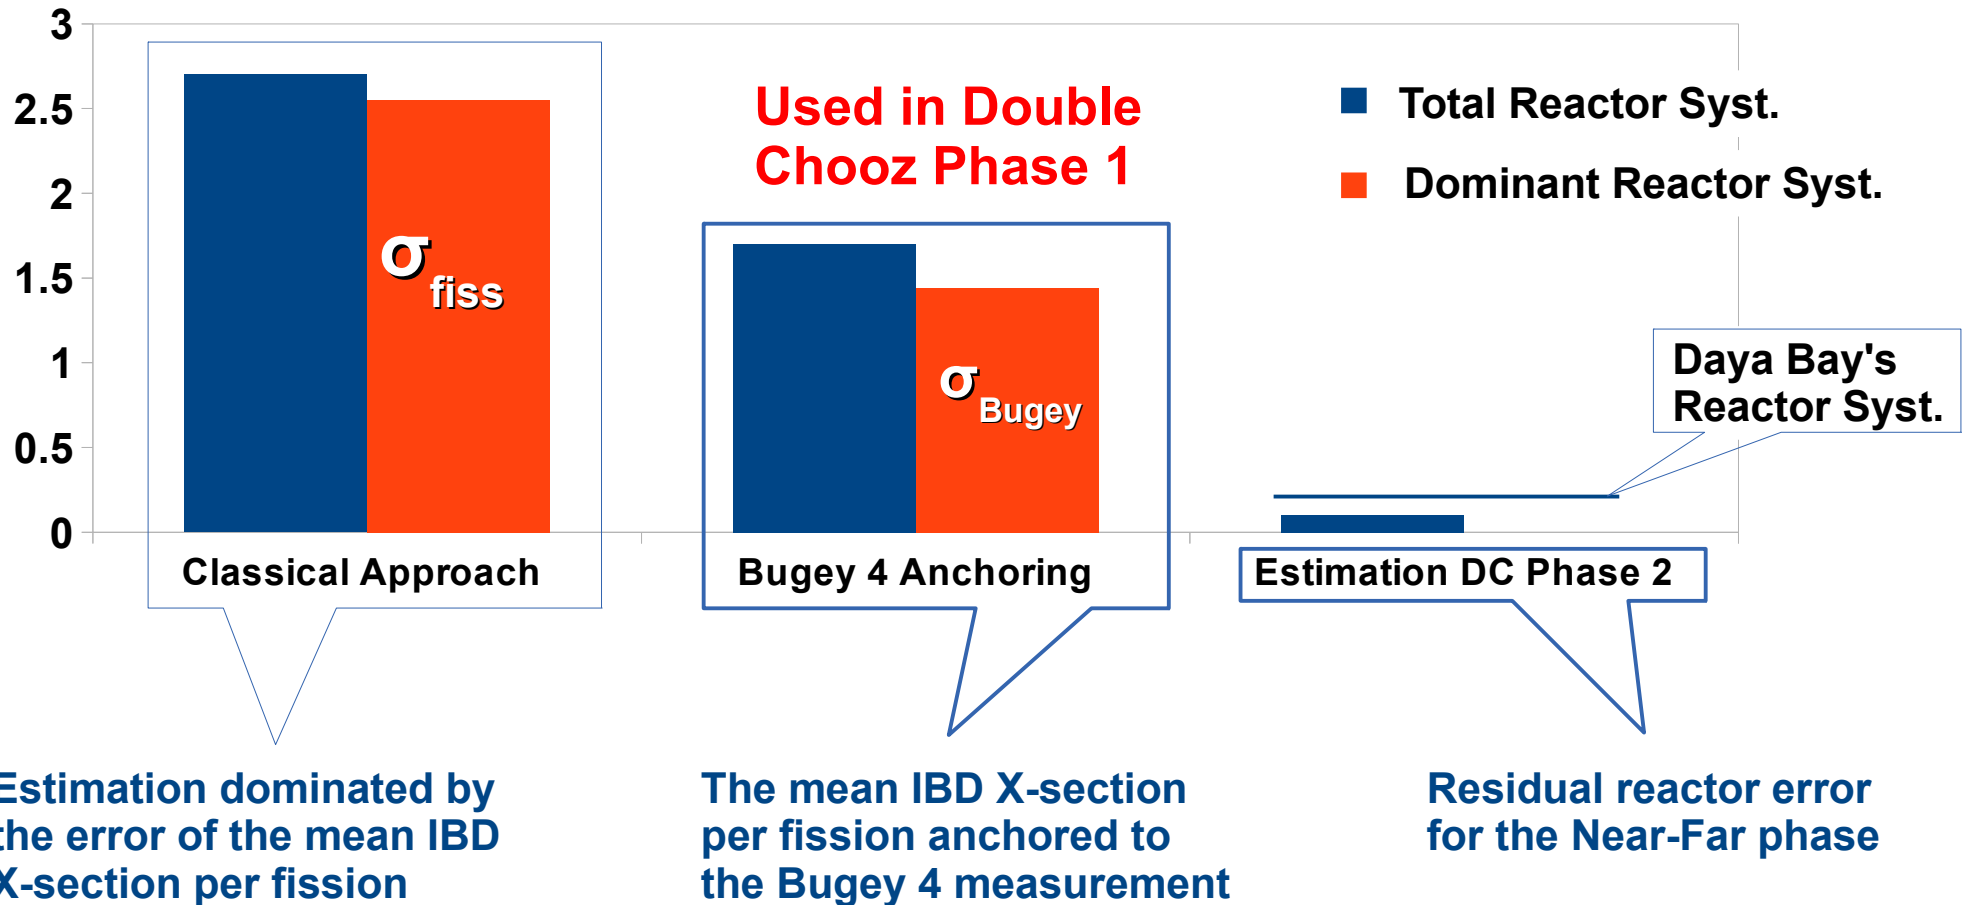 3
2.5
2
1.5
1
0.5
0
Used in Double
Chooz Phase 1
Total Reactor Syst.
Dominant Reactor Syst.
σ
fiss
σ
Bugey
Daya Bay's
Reactor Syst.
Classical Approach
Bugey 4 Anchoring
Estimation DC Phase 2
Estimation dominated by
the error of the mean IBD
X-section per fission
The mean IBD X-section
per fission anchored to
the Bugey 4 measurement
Residual reactor error
for the Near-Far phase